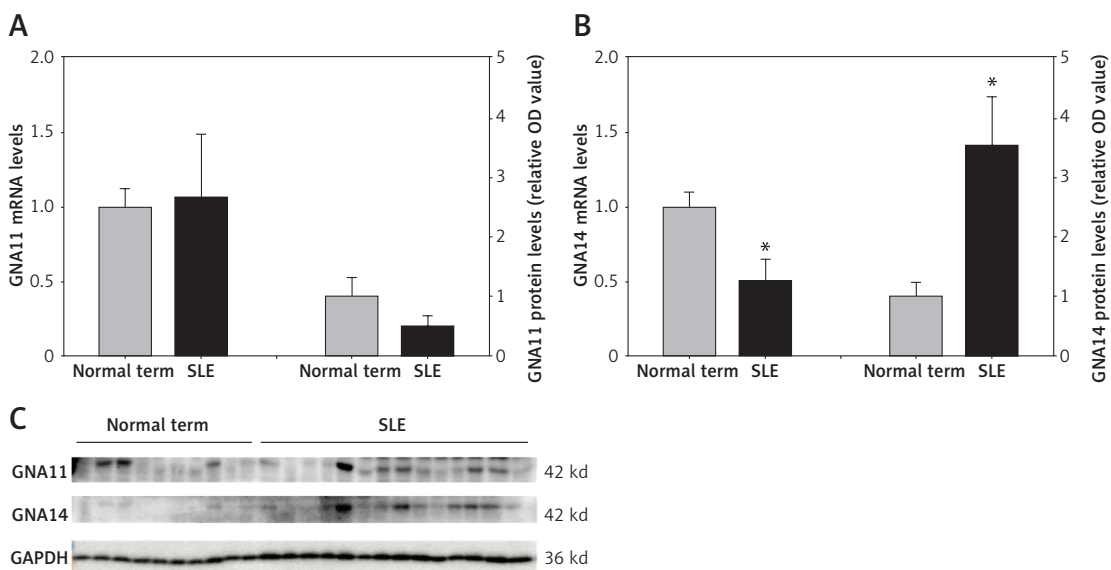 A
2.0
1.5
1.0
0.5
0
GNA11 mRNA levels
5
4
3
2
1
0
GNA11 protein levels (relative OD value)
Normal term SLE
Normal term SLE
B
2.0
1.5
1.0
0.5
0
GNA14 mRNA levels
*
*
5
4
3
2
1
0
GNA14 protein levels (relative OD value)
Normal term SLE
Normal term SLE
C
Normal term SLE
GNA11 42 kd
GNA14 42 kd
GAPDH 36 kd